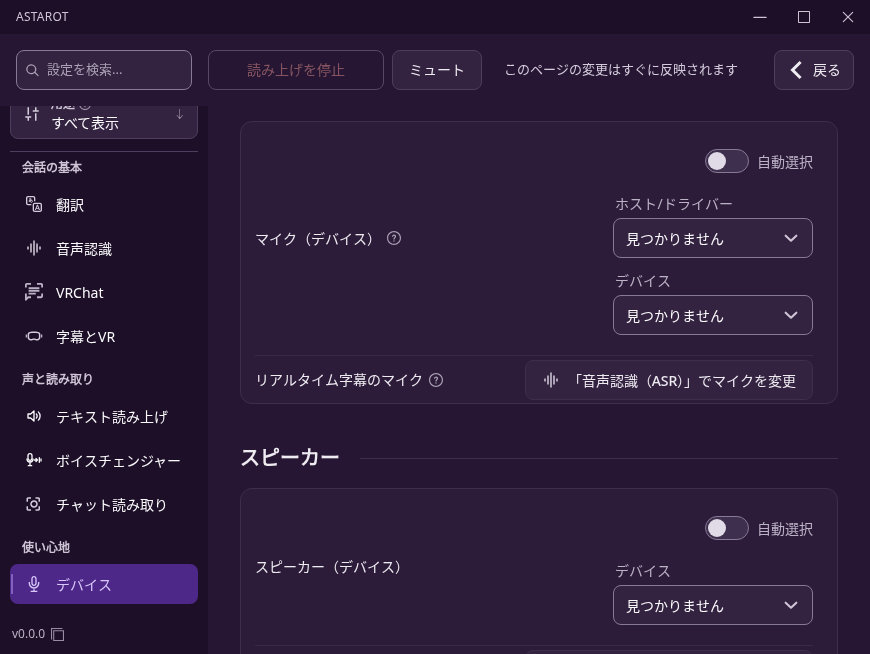 ASTAROT
設定を検索...
読み上げを停止
ミュート
このページの変更はすぐに反映されます
戻る
すべて表示
会話の基本
翻訳
音声認識
VRChat
字幕とVR
声と読み取り
テキスト読み上げ
ボイスチェンジャー
チャット読み取り
使い心地
デバイス
v0.0.0
自動選択
マイク（デバイス）
ホスト/ドライバー
見つかりません
デバイス
見つかりません
リアルタイム字幕のマイク
「音声認識（ASR）」でマイクを変更
スピーカー
自動選択
スピーカー（デバイス）
デバイス
見つかりません